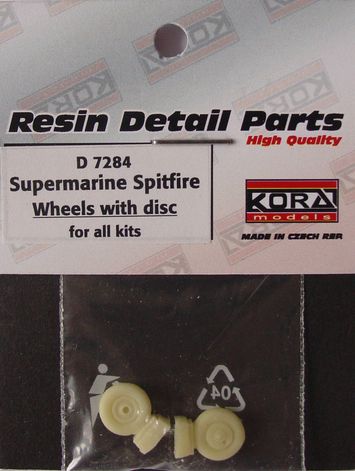 Resin Detail Parts
High Quality
D 7284
Supermarine Spitfire
Wheels with disc
for all kits
KORA
models
MADE IN CZECH REP.
04